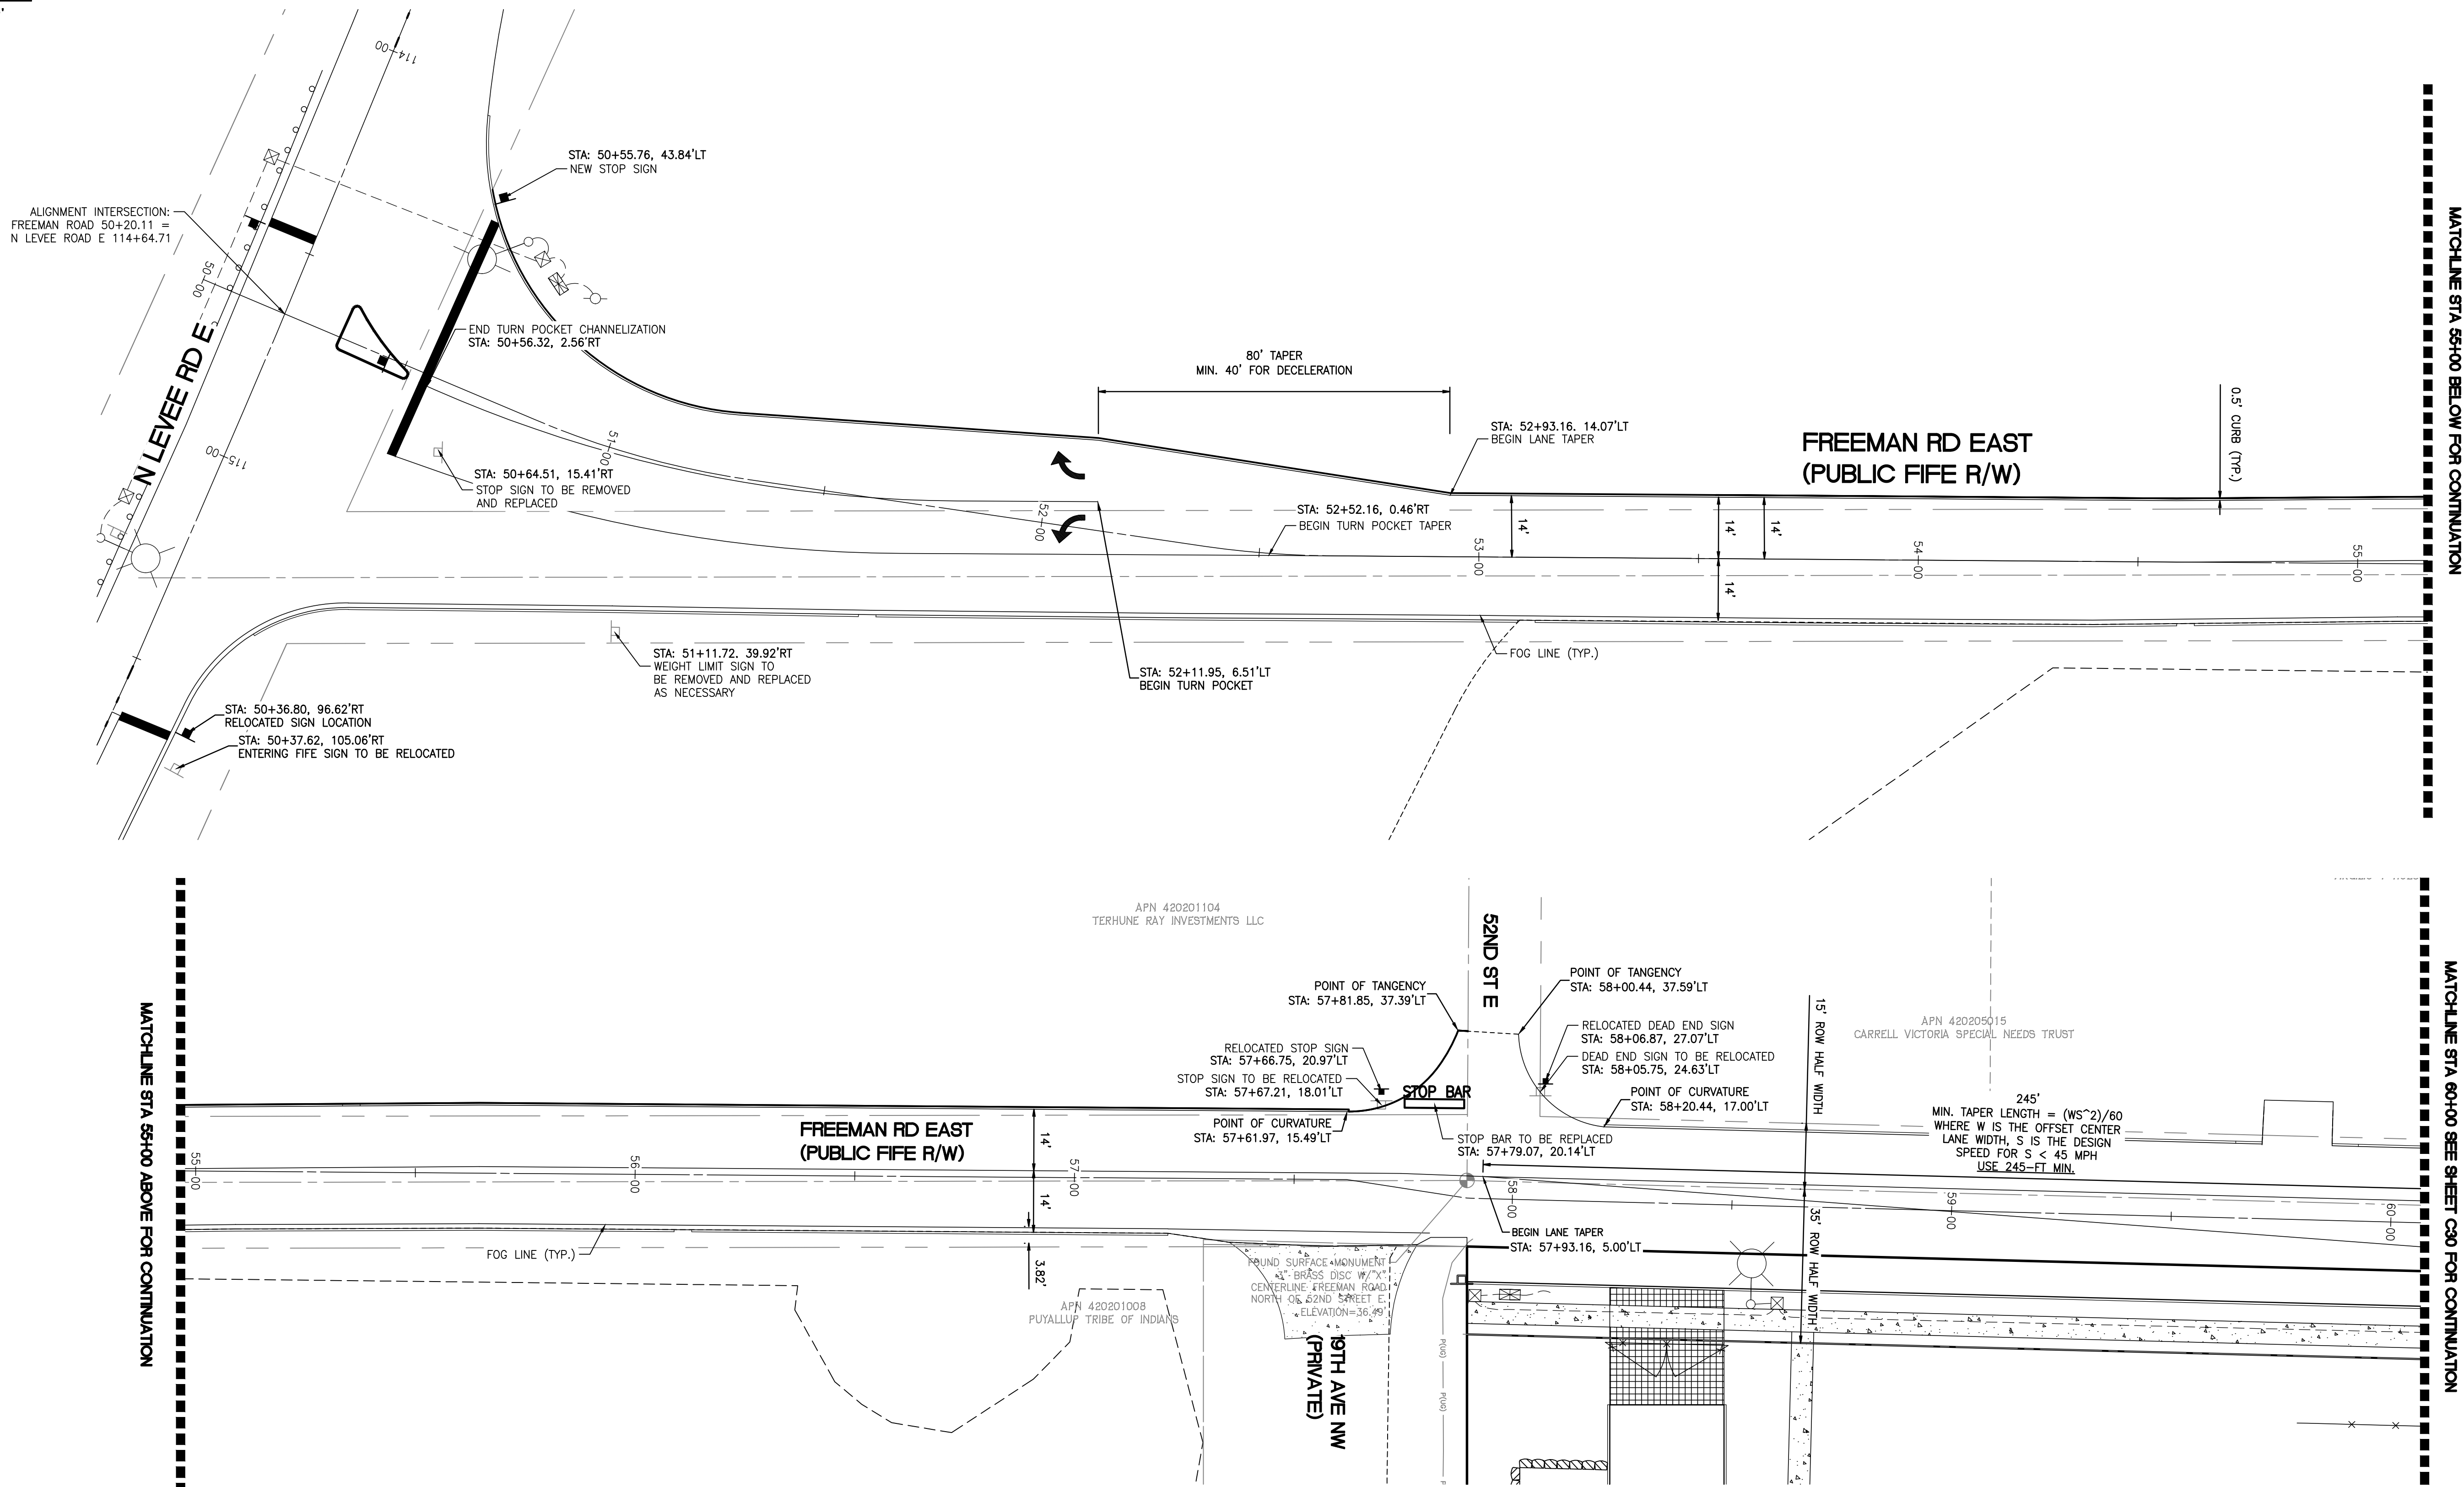 114+00
STA: 50+55.76, 43.84'LT
NEW STOP SIGN
ALIGNMENT INTERSECTION:
FREEMAN ROAD 50+20.11 =
N LEVEE ROAD E 114+64.71
50+00
N LEVEE RD E
115+00
END TURN POCKET CHANNELIZATION
STA: 50+56.32, 2.56'RT
STA: 50+64.51, 15.41'RT
STOP SIGN TO BE REMOVED
AND REPLACED
51+00
80' TAPER
MIN. 40' FOR DECELERATION
STA: 52+93.16. 14.07'LT
BEGIN LANE TAPER
FREEMAN RD EAST
(PUBLIC FIFE R/W)
0.5' CURB (TYP.)
MATCHLINE STA 55+00 BELOW FOR CONTINUATION
STA: 52+52.16, 0.46'RT
BEGIN TURN POCKET TAPER
52+00
53+00
54+00
55+00
14'
14'
14'
14'
FOG LINE (TYP.)
STA: 51+11.72. 39.92'RT
WEIGHT LIMIT SIGN TO
BE REMOVED AND REPLACED
AS NECESSARY
STA: 52+11.95, 6.51'LT
BEGIN TURN POCKET
STA: 50+36.80, 96.62'RT
RELOCATED SIGN LOCATION
STA: 50+37.62, 105.06'RT
ENTERING FIFE SIGN TO BE RELOCATED
MATCHLINE STA 55+00 ABOVE FOR CONTINUATION
APN 420201104
TERHUNE RAY INVESTMENTS LLC
52ND ST E
POINT OF TANGENCY
STA: 57+81.85, 37.39'LT
POINT OF TANGENCY
STA: 58+00.44, 37.59'LT
RELOCATED STOP SIGN
STA: 57+66.75, 20.97'LT
STOP SIGN TO BE RELOCATED
STA: 57+67.21, 18.01'LT
STOP BAR
RELOCATED DEAD END SIGN
STA: 58+06.87, 27.07'LT
DEAD END SIGN TO BE RELOCATED
STA: 58+05.75, 24.63'LT
POINT OF CURVATURE
STA: 58+20.44, 17.00'LT
POINT OF CURVATURE
STA: 57+61.97, 15.49'LT
STOP BAR TO BE REPLACED
STA: 57+79.07, 20.14'LT
15' ROW HALF WIDTH
35' ROW HALF WIDTH
APN 420205015
CARRELL VICTORIA SPECIAL NEEDS TRUST
245'
MIN. TAPER LENGTH = (WS^2)/60
WHERE W IS THE OFFSET CENTER
LANE WIDTH, S IS THE DESIGN
SPEED FOR S < 45 MPH
USE 245-FT MIN.
FREEMAN RD EAST
(PUBLIC FIFE R/W)
14'
14'
3.82'
55+00
56+00
57+00
58+00
59+00
60+00
FOG LINE (TYP.)
BEGIN LANE TAPER
STA: 57+93.16, 5.00'LT
FOUND SURFACE MONUMENT
3" BRASS DISC W/"X"
CENTERLINE FREEMAN ROAD
NORTH OF 52ND STREET E.
ELEVATION=36.49'
APN 420201008
PUYALLUP TRIBE OF INDIANS
19TH AVE NW
(PRIVATE)
P(UG)
P(UG)
P
MATCHLINE STA 60+00 SEE SHEET C30 FOR CONTINUATION